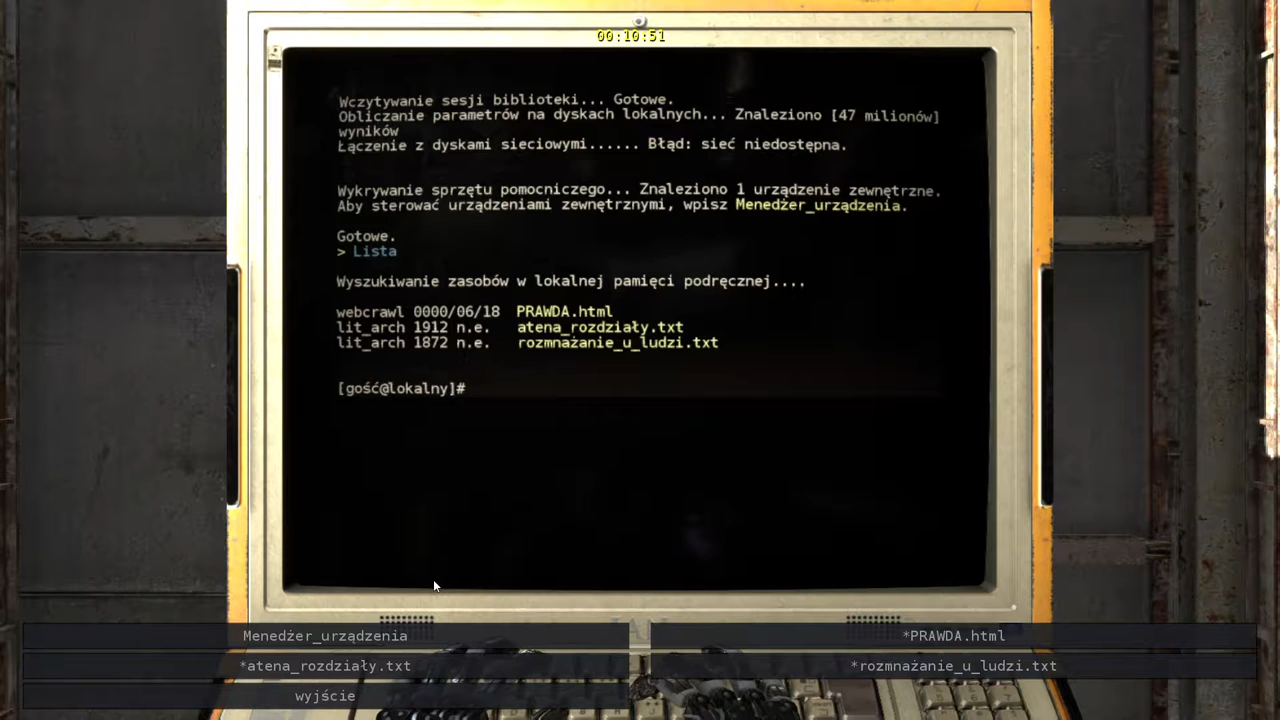 00:10:51
Wczytywanie sesji biblioteki... Gotowe.
Obliczanie parametrów na dyskach lokalnych... Znaleziono [47 milionów]
wyników
Łączenie z dyskami sieciowymi...... Błąd: sieć niedostępna.
Wykrywanie sprzętu pomocniczego... Znaleziono 1 urządzenie zewnętrzne.
Aby sterować urządzeniami zewnętrznymi, wpisz Menedżer_urządzenia.
Gotowe.
> Lista
Wyszukiwanie zasobów w lokalnej pamięci podręcznej....
webcrawl 0000/06/18 PRAWDA.html
lit_arch 1912 n.e. atena_rozdziały.txt
lit_arch 1872 n.e. rozmnażanie_u_ludzi.txt
[gość@lokalny]#
Menedżer_urządzenia
*PRAWDA.html
*atena_rozdziały.txt
*rozmnażanie_u_ludzi.txt
wyjście